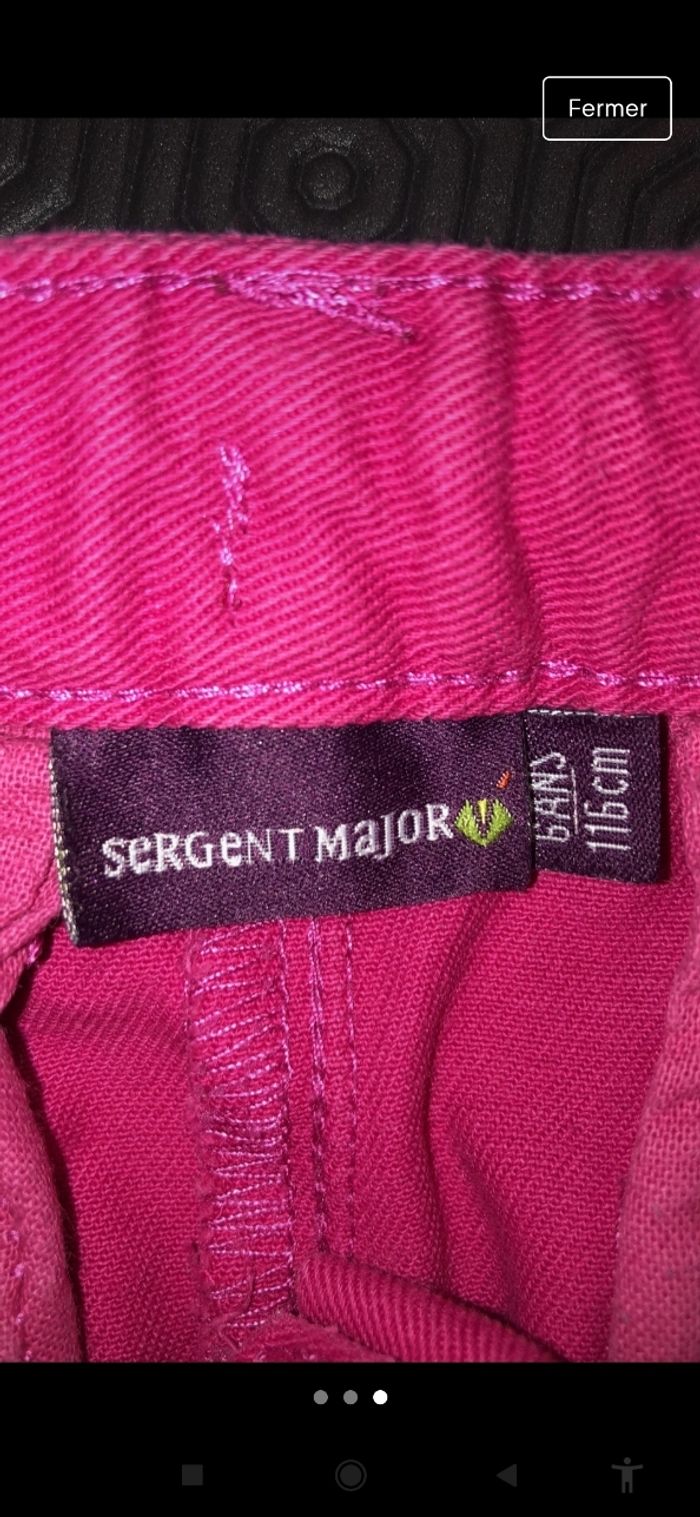 Fermer
SeRGeNT MaJOR
6ANS
116cm